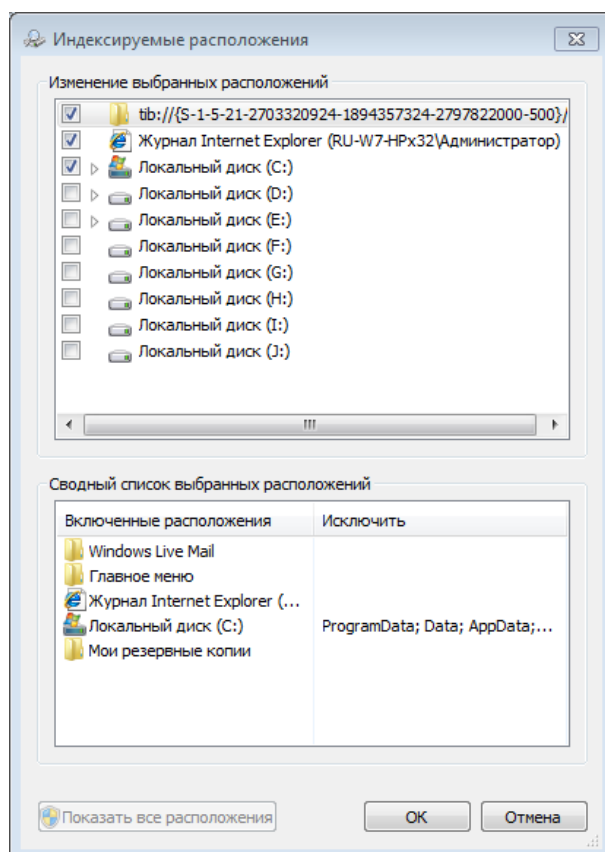 Индексируемые расположения
Изменение выбранных расположений
tib://{S-1-5-21-2703320924-1894357324-2797822000-500}/
Журнал Internet Explorer (RU-W7-HPx32\Администратор)
Локальный диск (C:)
Локальный диск (D:)
Локальный диск (E:)
Локальный диск (F:)
Локальный диск (G:)
Локальный диск (H:)
Локальный диск (I:)
Локальный диск (J:)
Сводный список выбранных расположений
Включенные расположения Исключить
Windows Live Mail
Главное меню
Журнал Internet Explorer (...
Локальный диск (C:) ProgramData; Data; AppData;...
Мои резервные копии
Показать все расположения ОК Отмена